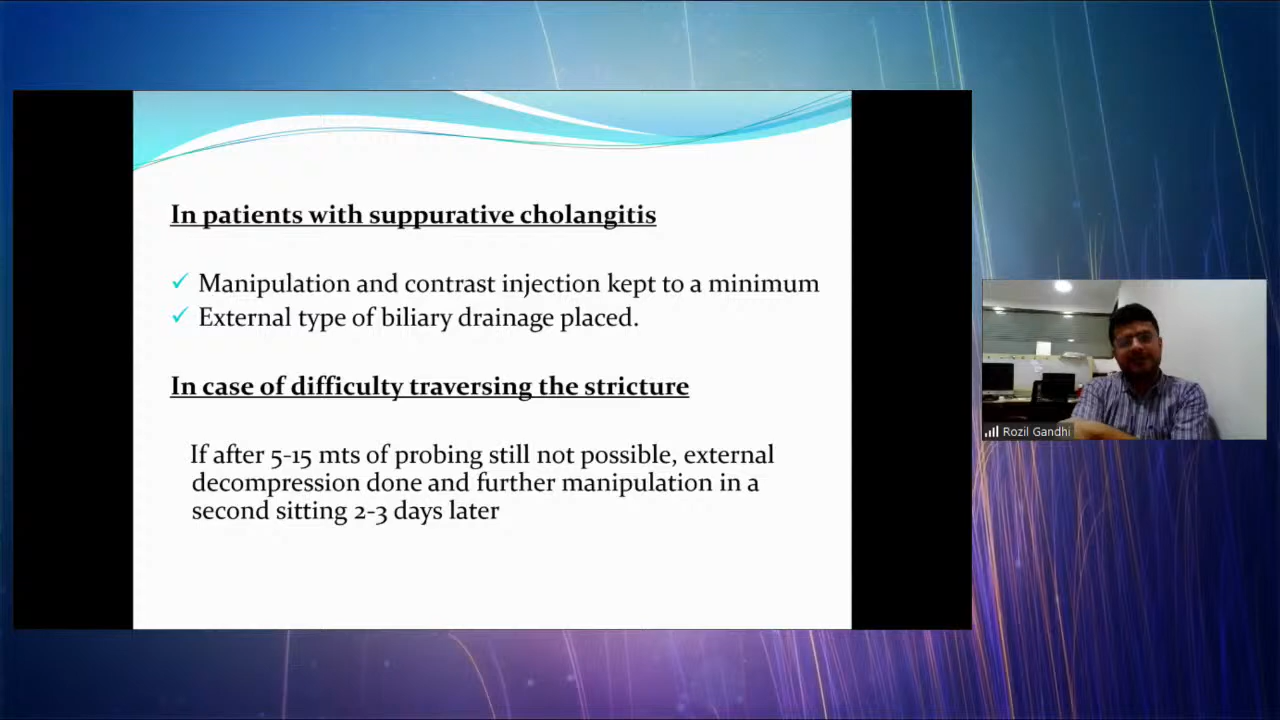 In patients with suppurative cholangitis
Manipulation and contrast injection kept to a minimum
External type of biliary drainage placed.
In case of difficulty traversing the stricture
If after 5-15 mts of probing still not possible, external
decompression done and further manipulation in a
second sitting 2-3 days later
Rozil Gandhi